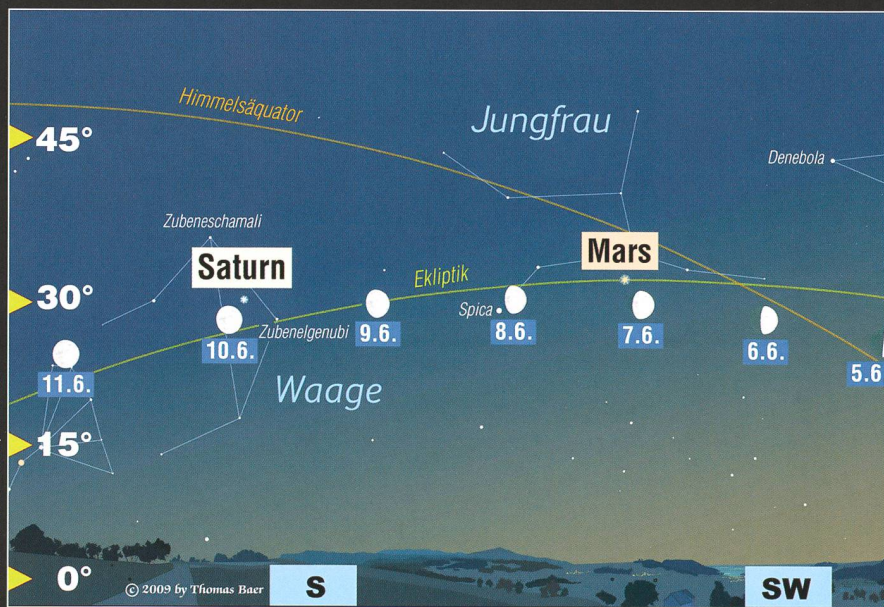 Himmelsäquator
Jungfrau
45°
Denebola
Zubeneschamali
Saturn
Mars
Ekliptik
30°
Spica
Zubenelgenubi
9.6.
8.6.
7.6.
10.6.
6.6.
11.6.
5.6
Waage
15°
0°
© 2009 by Thomas Baer
S
SW